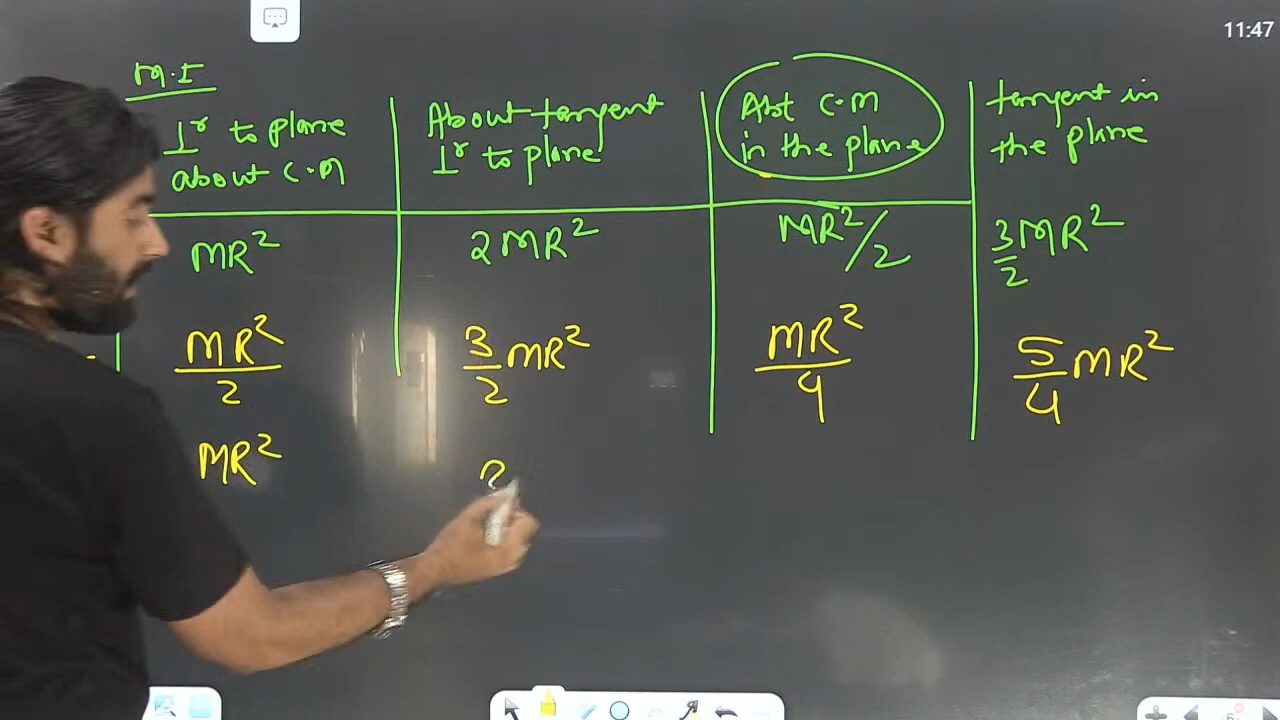 11:47
M.I
⊥r to plane
about C.M
About tangent
⊥r to plane
Abt C.M
in the plane
tangent in
the plane
MR²
2MR²
MR²/2
3/2 MR²
MR²/2
3/2 MR²
MR²/4
5/4 MR²
MR²
2